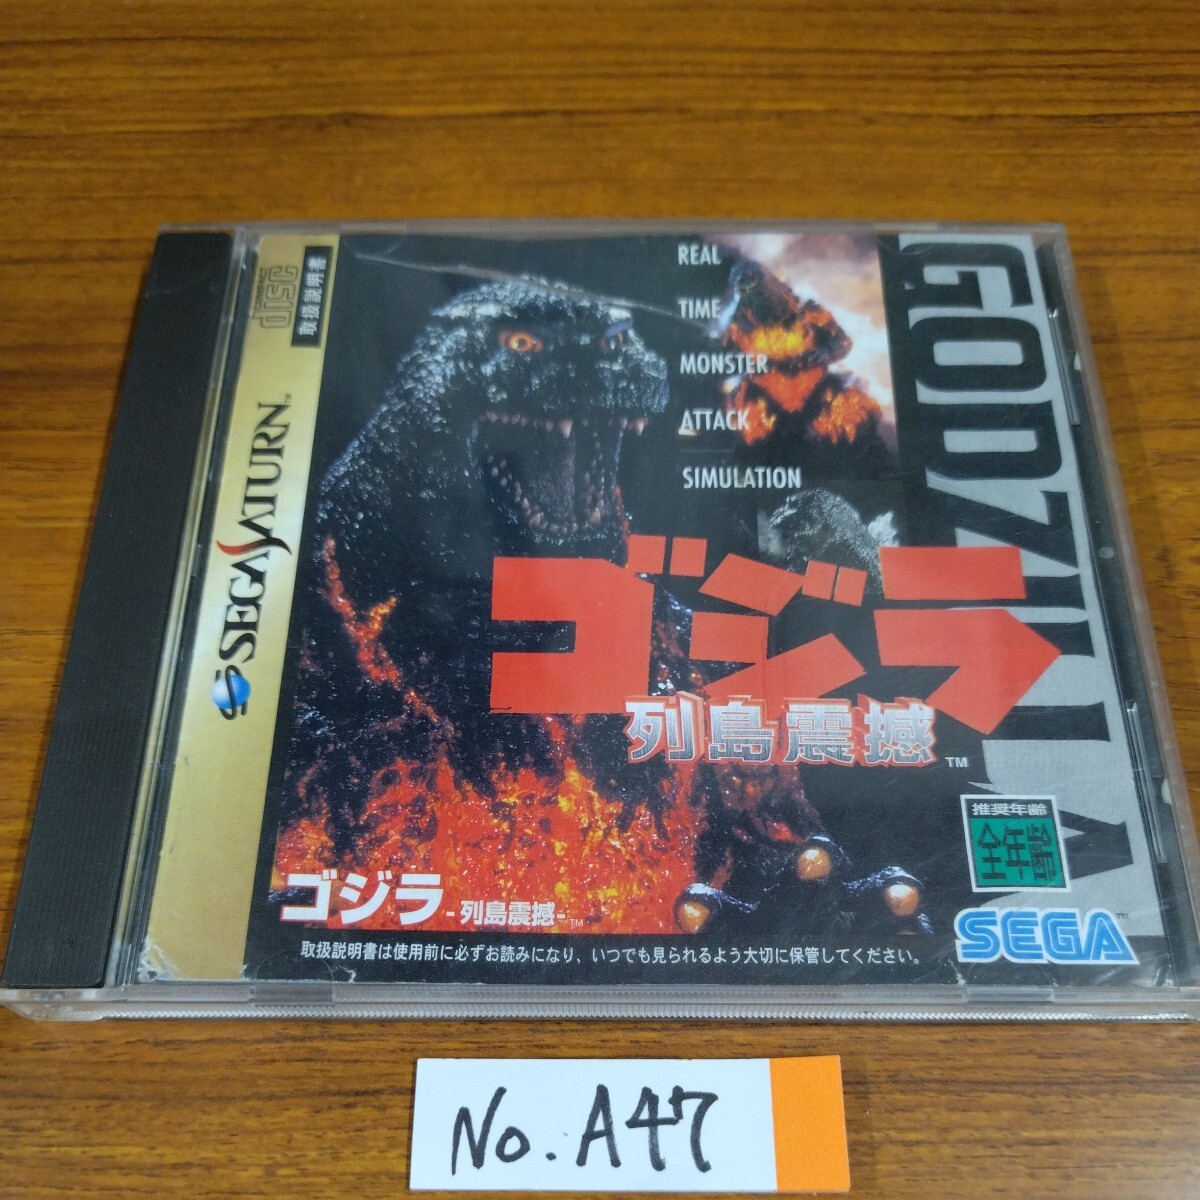 COMPACT
disc
取扱説明書
SEGA SATURN™
REAL
TIME
MONSTER
ATTACK
SIMULATION
GODZILLA
ゴジラ
列島震撼™
推奨年齢
全年齢
ゴジラ-列島震撼-™
SEGA™
取扱説明書は使用前に必ずお読みになり、いつでも見られるよう大切に保管してください。
No. A47